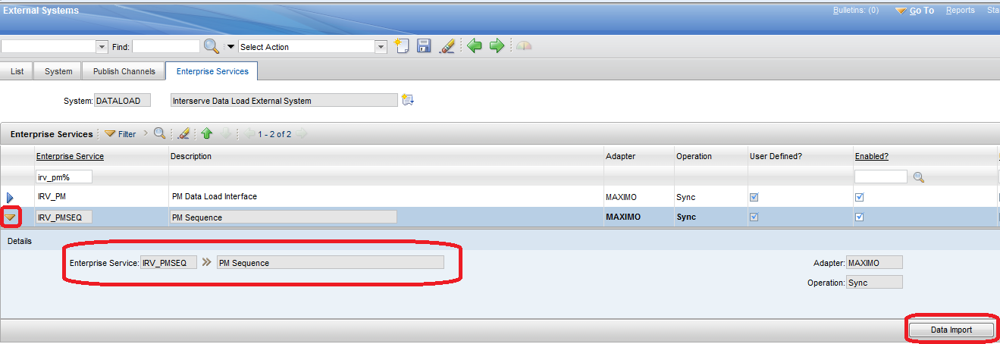 External Systems Bulletins: (0) Go To Reports Sta
Find: Select Action
List System Publish Channels Enterprise Services
System: DATALOAD Interserve Data Load External System
Enterprise Services Filter 1 - 2 of 2
Enterprise Service Description Adapter Operation User Defined? Enabled?
irv_pm%
IRV_PM PM Data Load Interface MAXIMO Sync
IRV_PMSEQ PM Sequence MAXIMO Sync
Details
Enterprise Service: IRV_PMSEQ PM Sequence Adapter: MAXIMO
Operation: Sync
Data Import